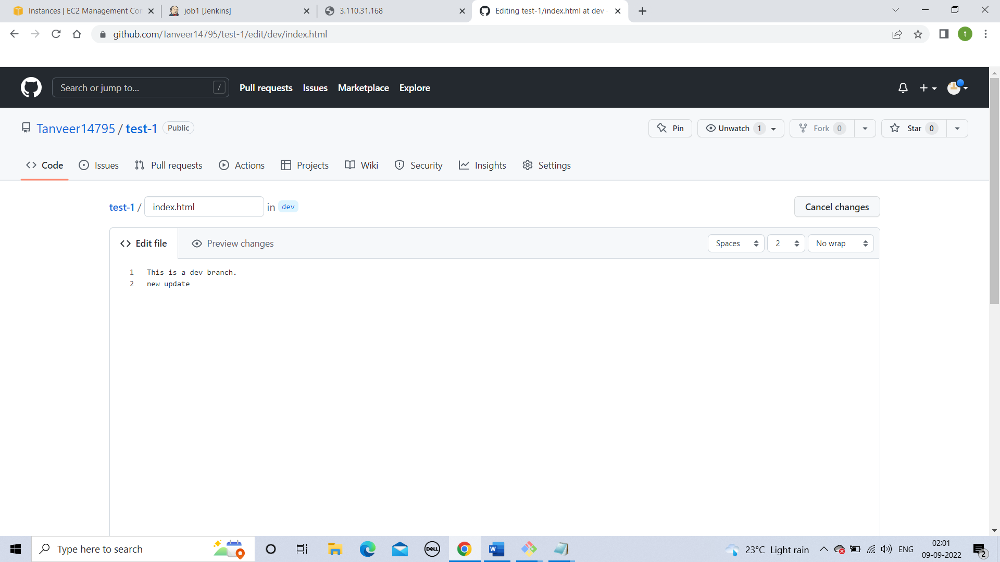 Instances | EC2 Management Con
job1 [Jenkins]
3.110.31.168
Editing test-1/index.html at dev
github.com/Tanveer14795/test-1/edit/dev/index.html
t
Search or jump to...
/
Pull requests
Issues
Marketplace
Explore
Tanveer14795 / test-1
Public
Pin
Unwatch 1
Fork 0
Star 0
Code
Issues
Pull requests
Actions
Projects
Wiki
Security
Insights
Settings
test-1 / index.html in dev
Cancel changes
Edit file
Preview changes
Spaces
2
No wrap
1 This is a dev branch.
2 new update
Type here to search
DELL
W
23°C Light rain
ENG
02:01
09-09-2022
2